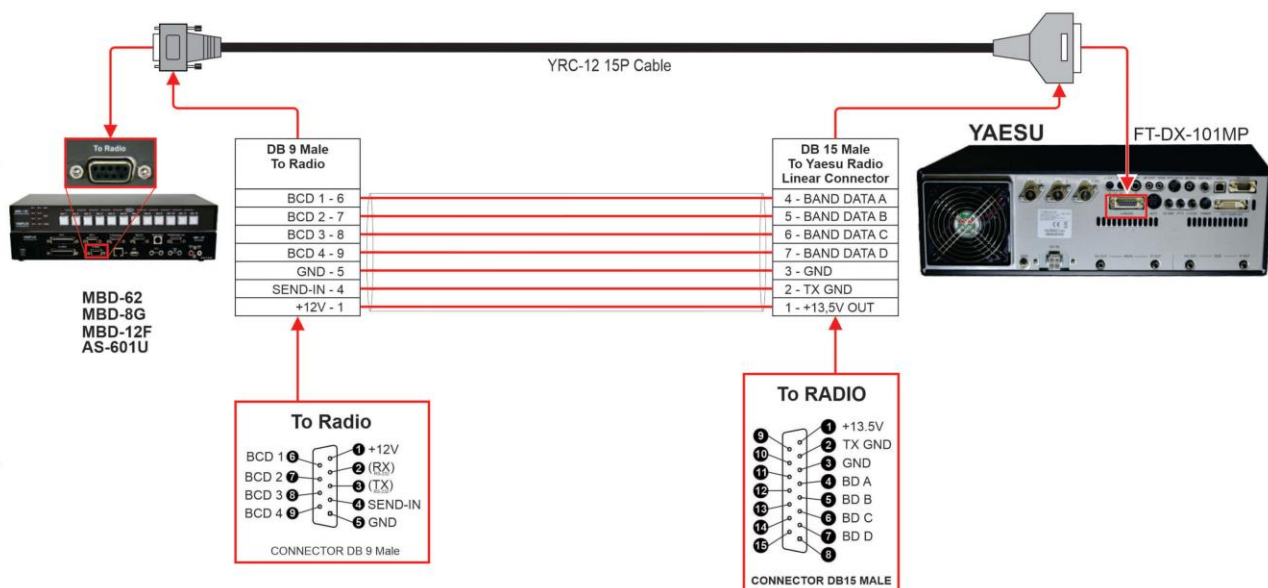 YRC-12 15P Cable
To Radio
MBD-62
MBD-8G
MBD-12F
AS-601U
DB 9 Male
To Radio
BCD 1 - 6
BCD 2 - 7
BCD 3 - 8
BCD 4 - 9
GND - 5
SEND-IN - 4
+12V - 1
DB 15 Male
To Yaesu Radio
Linear Connector
4 - BAND DATA A
5 - BAND DATA B
6 - BAND DATA C
7 - BAND DATA D
3 - GND
2 - TX GND
1 - +13,5V OUT
YAESU
FT-DX-101MP
To Radio
BCD 1 6
BCD 2 7
BCD 3 8
BCD 4 9
1 +12V
2 (RX)
3 (TX)
4 SEND-IN
5 GND
CONNECTOR DB 9 Male
To RADIO
9
10
11
12
13
14
15
1 +13.5V
2 TX GND
3 GND
4 BD A
5 BD B
6 BD C
7 BD D
8
CONNECTOR DB15 MALE